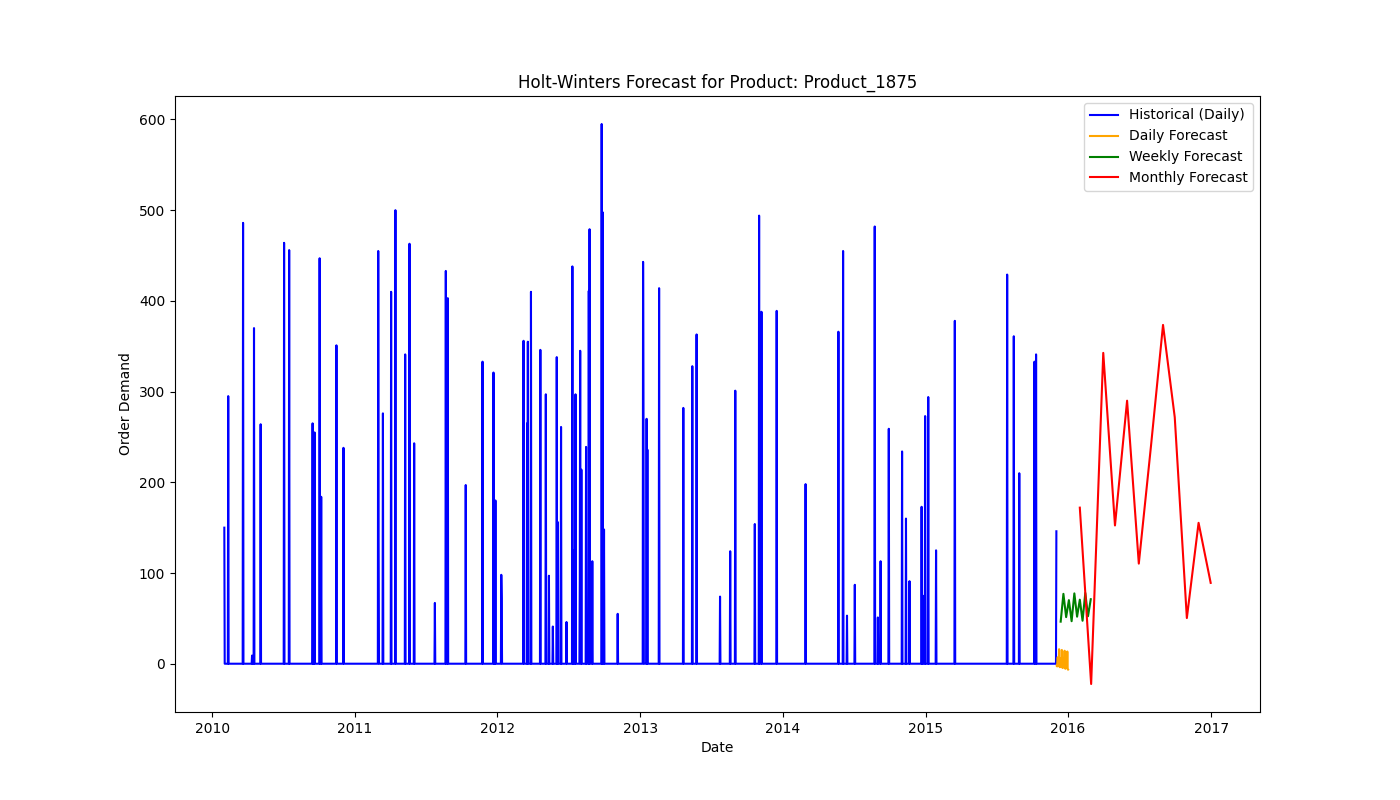 Holt-Winters Forecast for Product: Product_1875
Historical (Daily)
Daily Forecast
Weekly Forecast
Monthly Forecast
Order Demand
600
500
400
300
200
100
0
2010
2011
2012
2013
2014
2015
2016
2017
Date